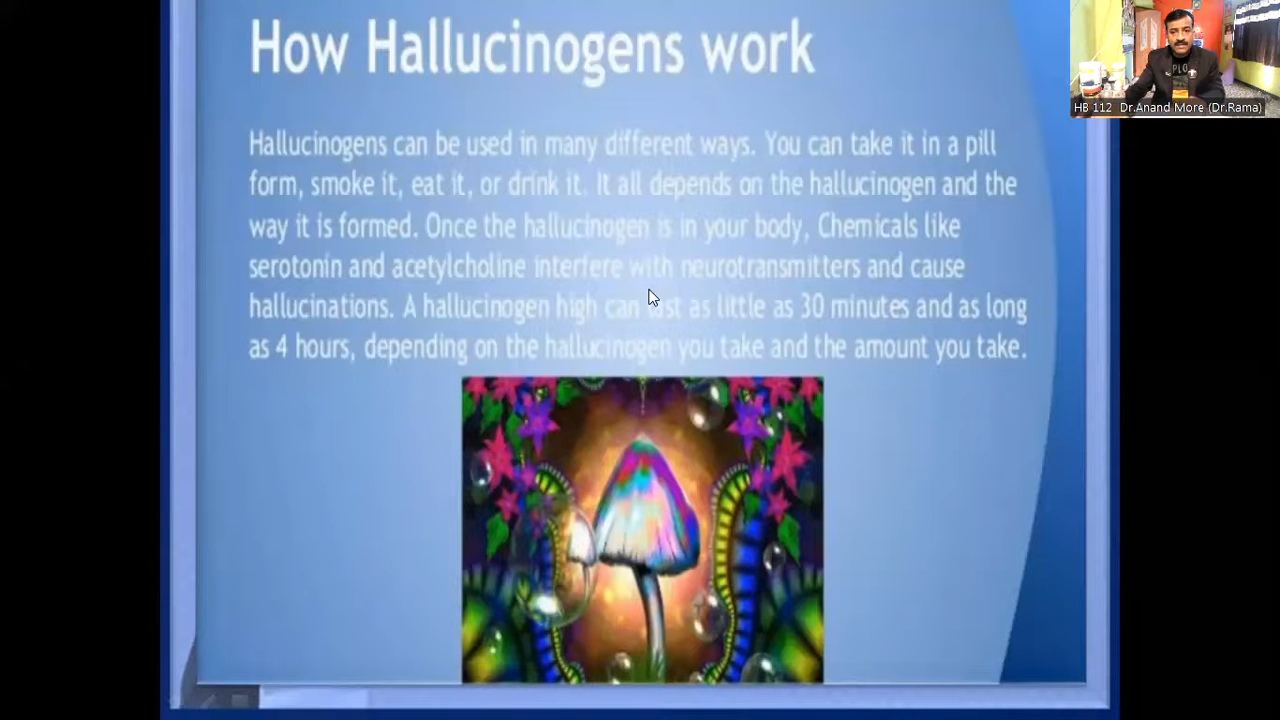 How Hallucinogens work
HB 112 Dr.Anand More (Dr.Rama)
Hallucinogens can be used in many different ways. You can take it in a pill
form, smoke it, eat it, or drink it. It all depends on the hallucinogen and the
way it is formed. Once the hallucinogen is in your body, Chemicals like
serotonin and acetylcholine interfere with neurotransmitters and cause
hallucinations. A hallucinogen high can last as little as 30 minutes and as long
as 4 hours, depending on the hallucinogen you take and the amount you take.